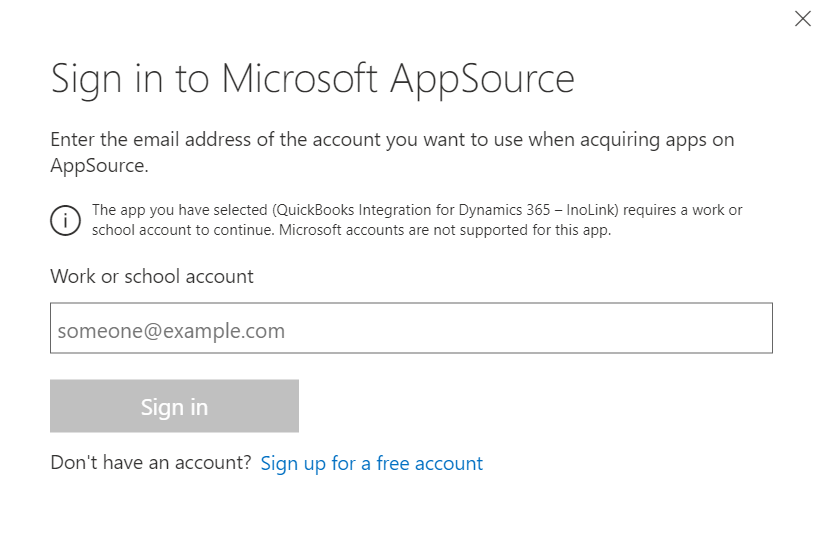 Sign in to Microsoft AppSource
Enter the email address of the account you want to use when acquiring apps on
AppSource.
The app you have selected (QuickBooks Integration for Dynamics 365 – InoLink) requires a work or
school account to continue. Microsoft accounts are not supported for this app.
Work or school account
someone@example.com
Sign in
Don't have an account? Sign up for a free account